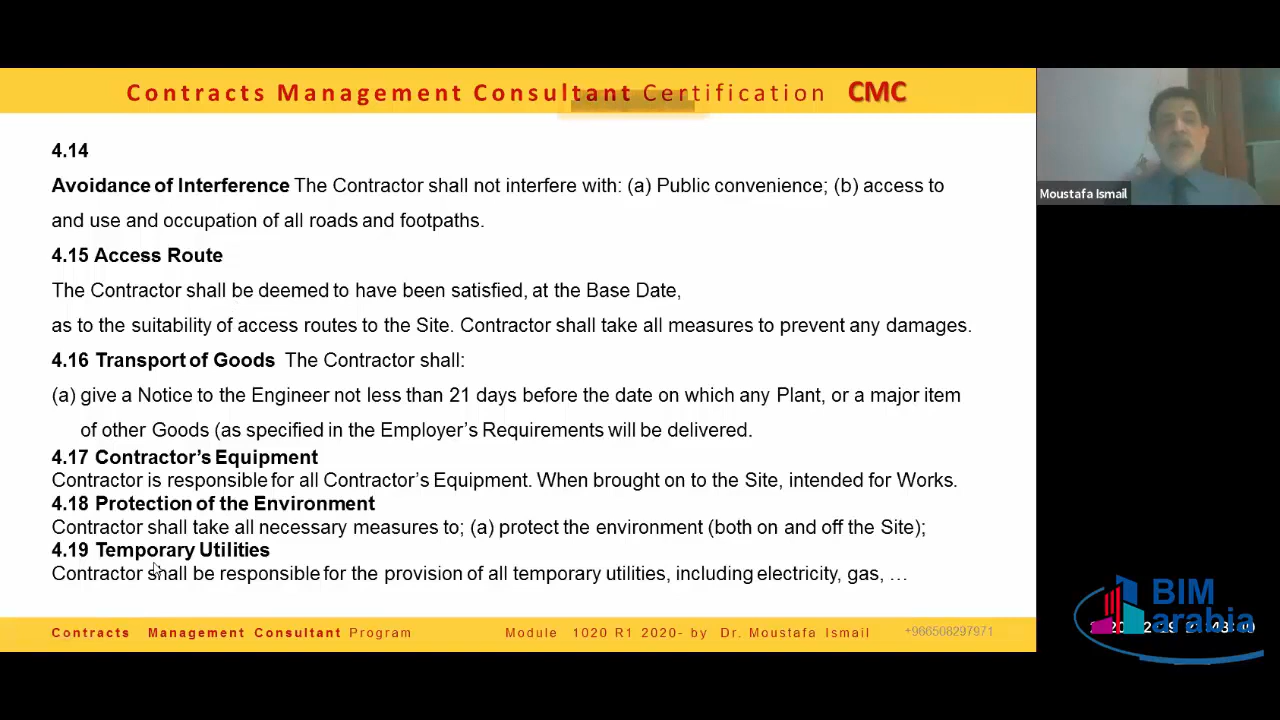 Contracts Management Consultant Certification CMC
4.14
Avoidance of Interference The Contractor shall not interfere with: (a) Public convenience; (b) access to
and use and occupation of all roads and footpaths.
4.15 Access Route
The Contractor shall be deemed to have been satisfied, at the Base Date,
as to the suitability of access routes to the Site. Contractor shall take all measures to prevent any damages.
4.16 Transport of Goods The Contractor shall:
(a) give a Notice to the Engineer not less than 21 days before the date on which any Plant, or a major item
of other Goods (as specified in the Employer’s Requirements will be delivered.
4.17 Contractor’s Equipment
Contractor is responsible for all Contractor’s Equipment. When brought on to the Site, intended for Works.
4.18 Protection of the Environment
Contractor shall take all necessary measures to; (a) protect the environment (both on and off the Site);
4.19 Temporary Utilities
Contractor shall be responsible for the provision of all temporary utilities, including electricity, gas, …
Contracts Management Consultant Program Module 1020 R1 2020- by Dr. Moustafa Ismail +966508297971
Moustafa Ismail
BIM
arabia